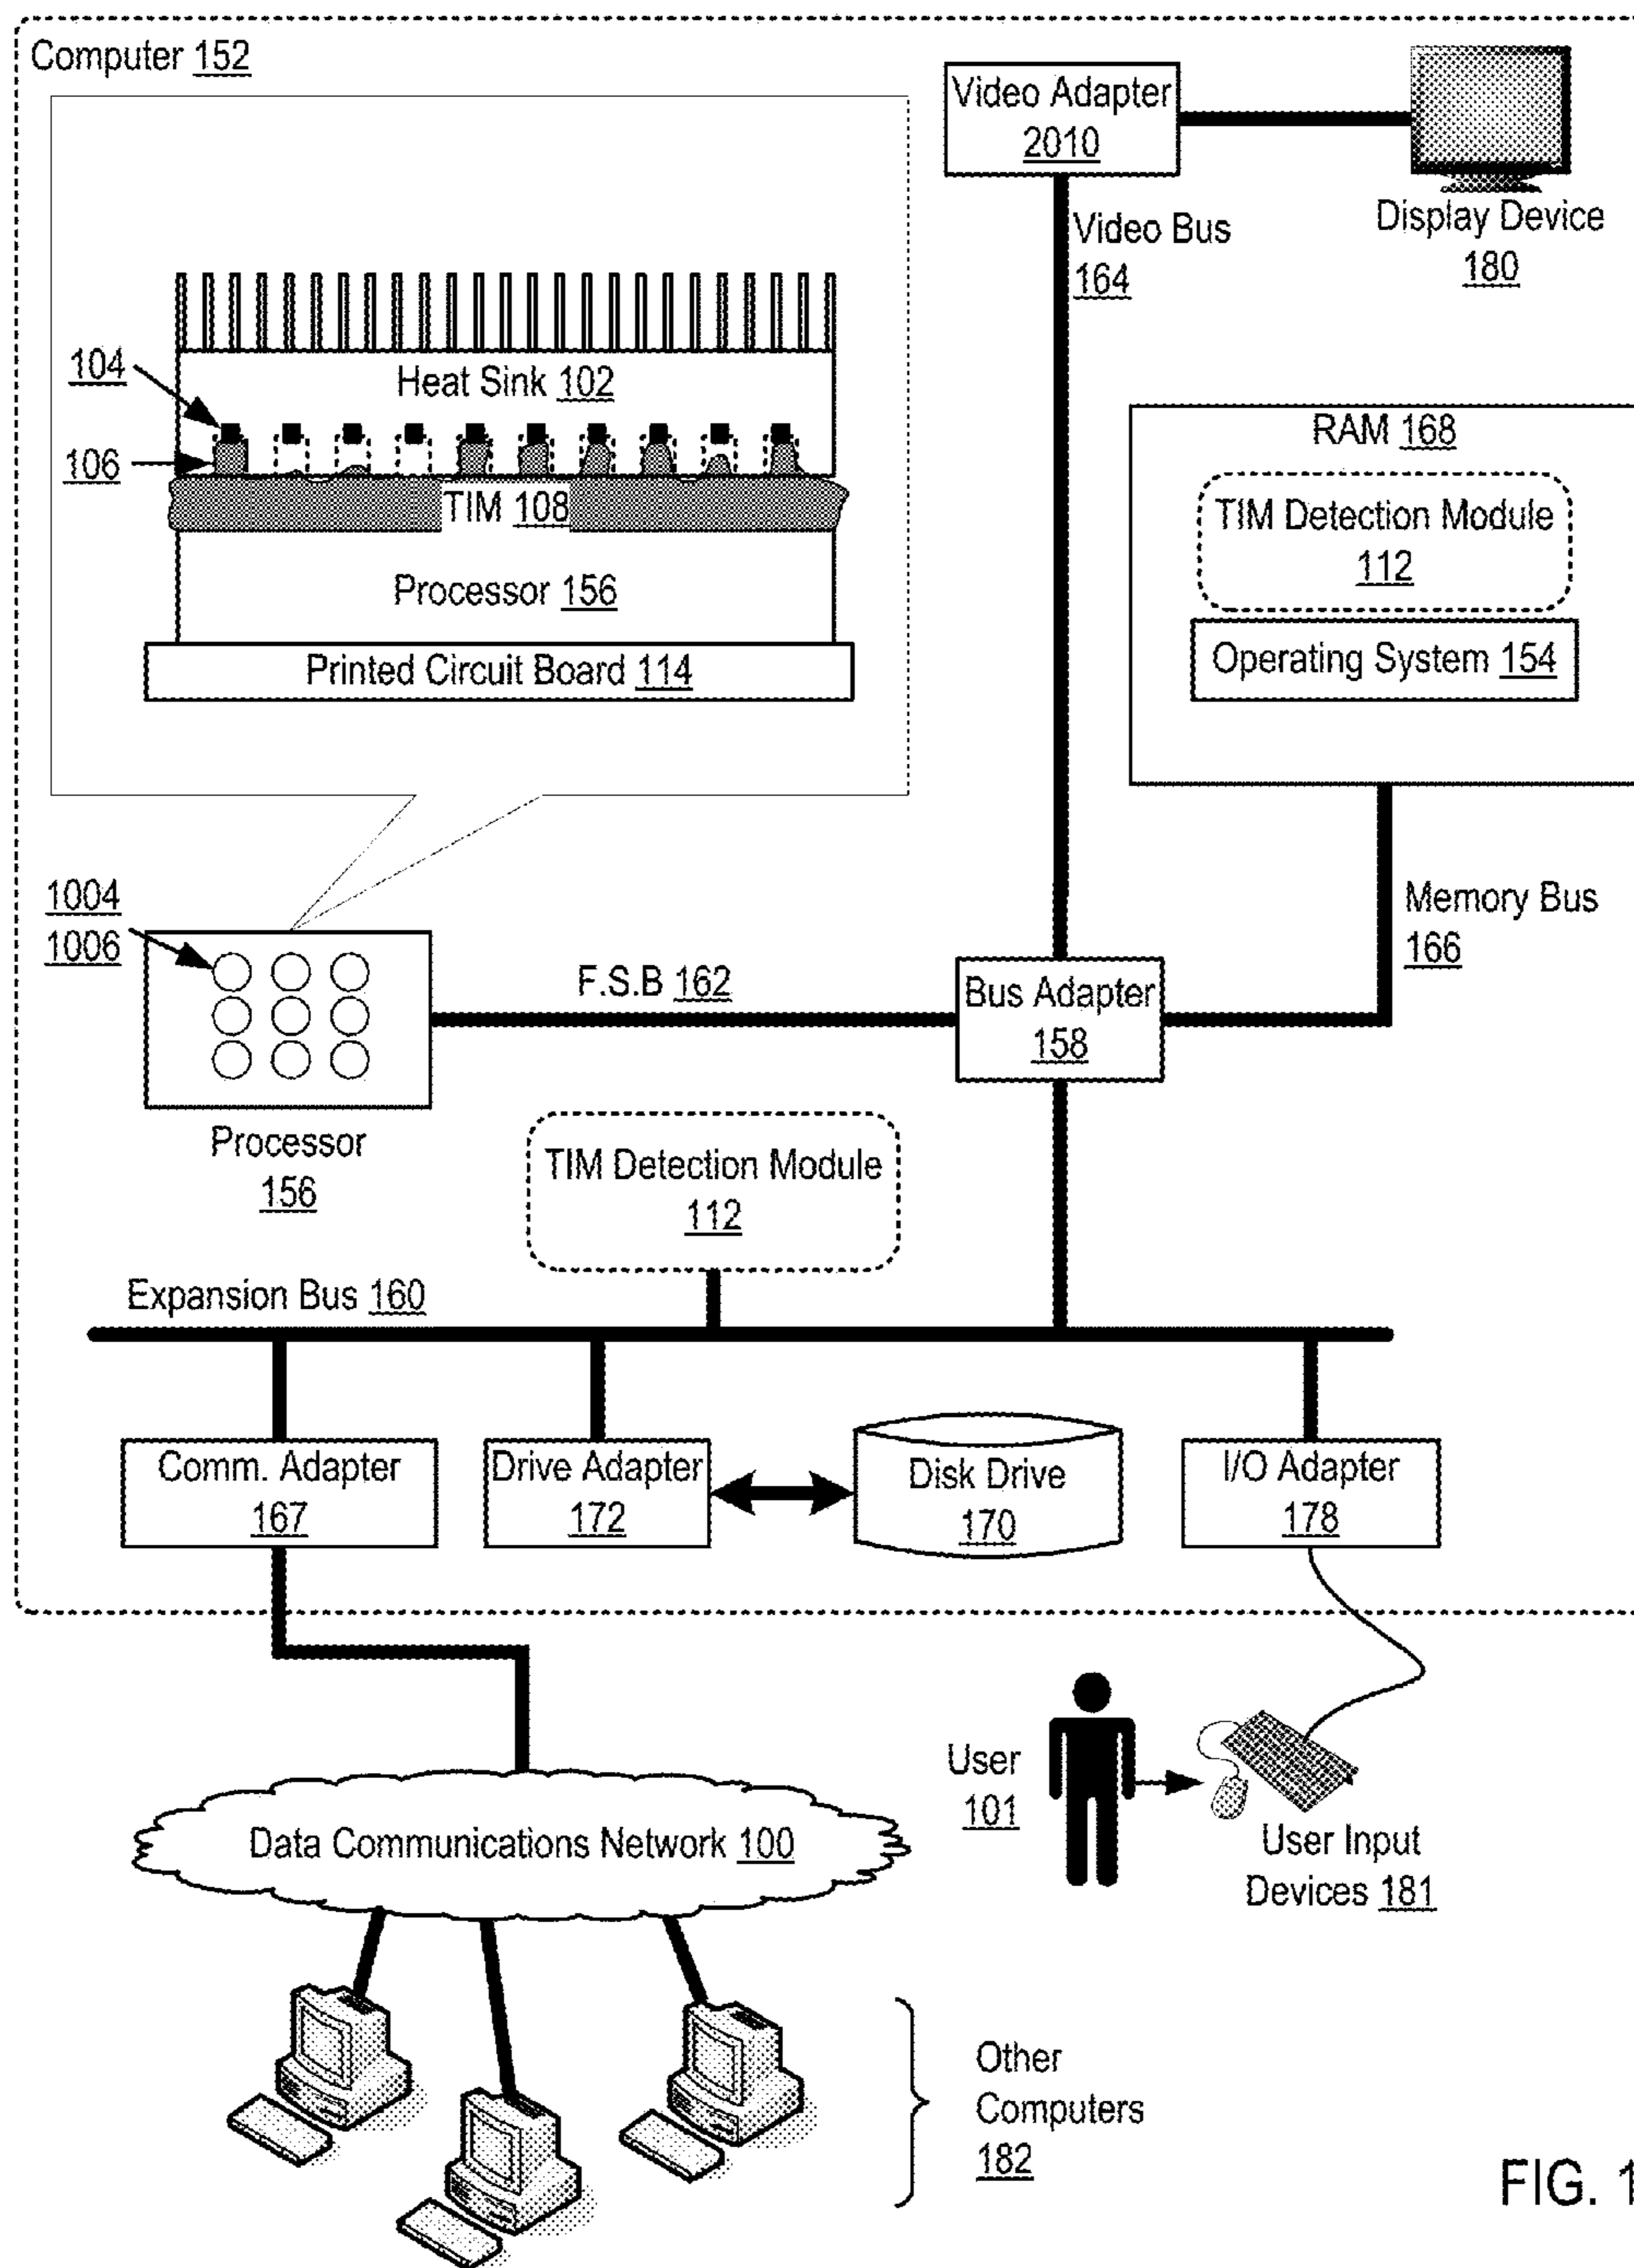 Computer 152
Video Adapter
2010
Display Device
180
Video Bus
164
104
Heat Sink 102
106
TIM 108
Processor 156
Printed Circuit Board 114
RAM 168
TIM Detection Module
112
Operating System 154
Memory Bus
166
1004
1006
F.S.B 162
Bus Adapter
158
Processor
156
TIM Detection Module
112
Expansion Bus 160
Comm. Adapter
167
Drive Adapter
172
Disk Drive
170
I/O Adapter
178
User
101
User Input
Devices 181
Data Communications Network 100
Other
Computers
182
FIG. 1